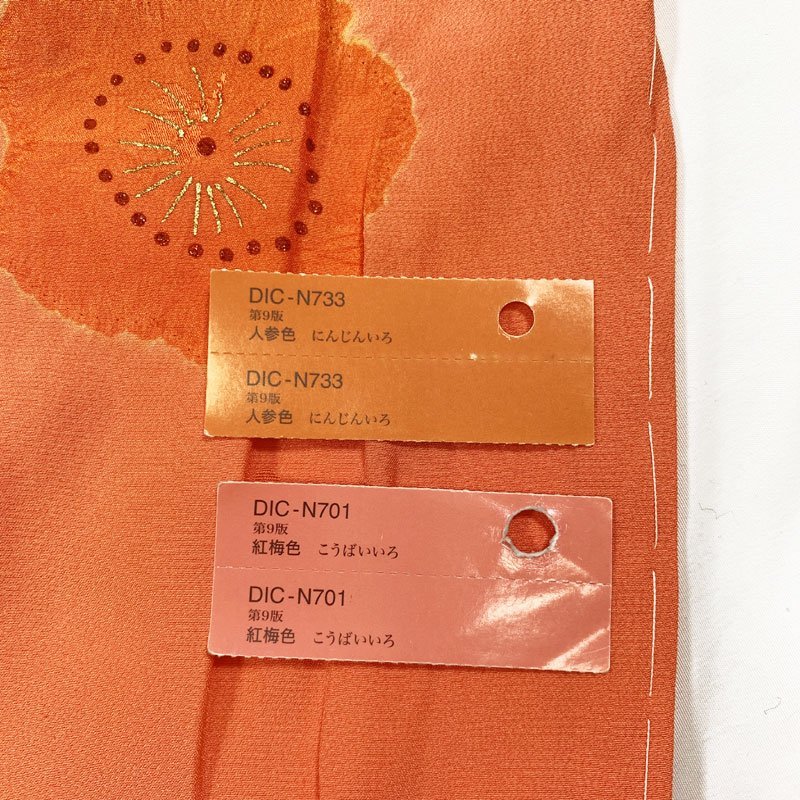 DIC-N733
第9版
人参色 にんじんいろ
DIC-N733
第9版
人参色 にんじんいろ
DIC-N701
第9版
紅梅色 こうばいいろ
DIC-N701
第9版
紅梅色 こうばいいろ